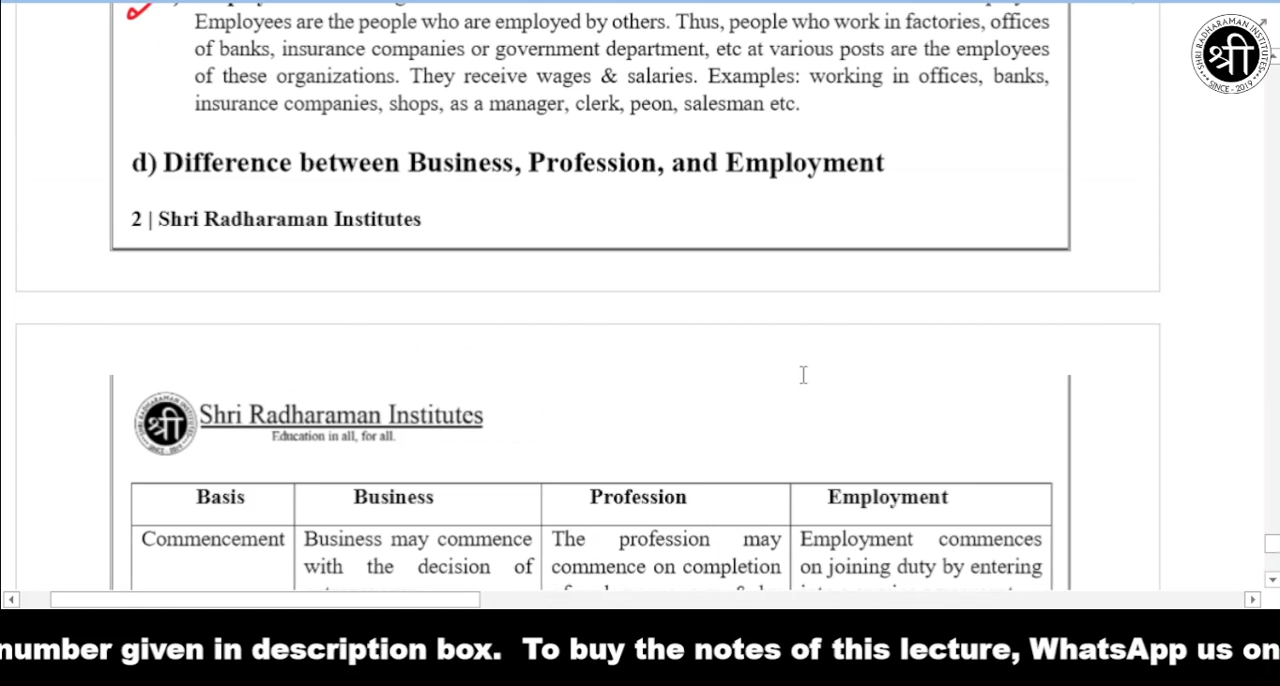 Employees are the people who are employed by others. Thus, people who work in factories, offices
of banks, insurance companies or government department, etc at various posts are the employees
of these organizations. They receive wages & salaries. Examples: working in offices, banks,
insurance companies, shops, as a manager, clerk, peon, salesman etc.
SHRI RADHARAMAN INSTITUTES
श्री
SINCE - 2019
d) Difference between Business, Profession, and Employment
2 | Shri Radharaman Institutes
श्री
Shri Radharaman Institutes
Education in all, for all.
Basis Business Profession Employment
Commencement Business may commence The profession may Employment commences
with the decision of commence on completion on joining duty by entering
number given in description box. To buy the notes of this lecture, WhatsApp us on